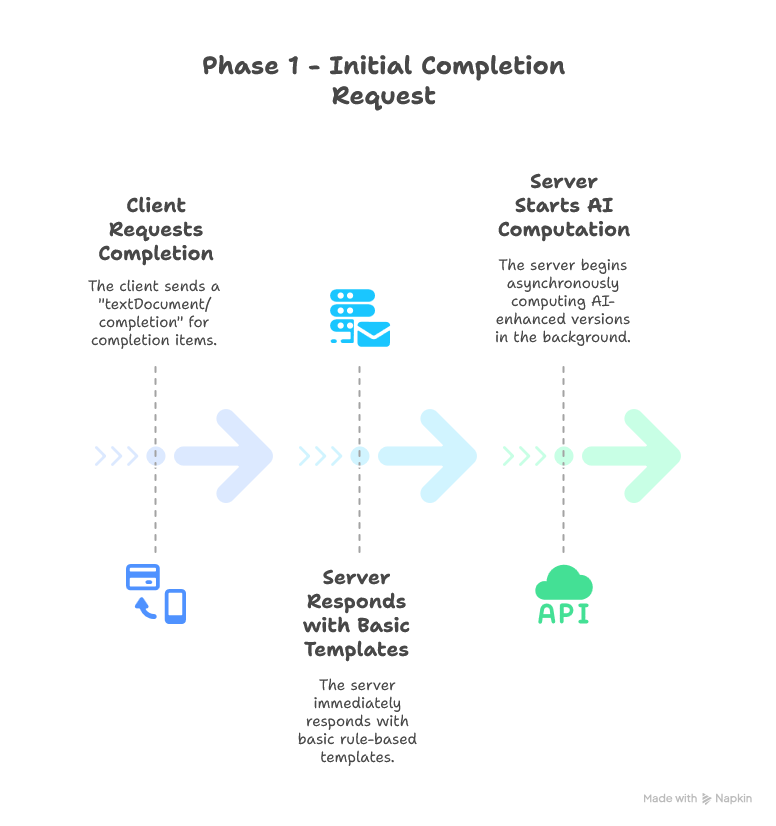 Phase 1 - Initial Completion
Request
Client
Requests
Completion
The client sends a
"textDocument/
completion" for
completion items.
Server
Responds
with Basic
Templates
The server
immediately
responds with
basic rule-based
templates.
Server
Starts AI
Computation
The server begins
asynchronously
computing AI-
enhanced versions
in the background.
API
Made with Napkin